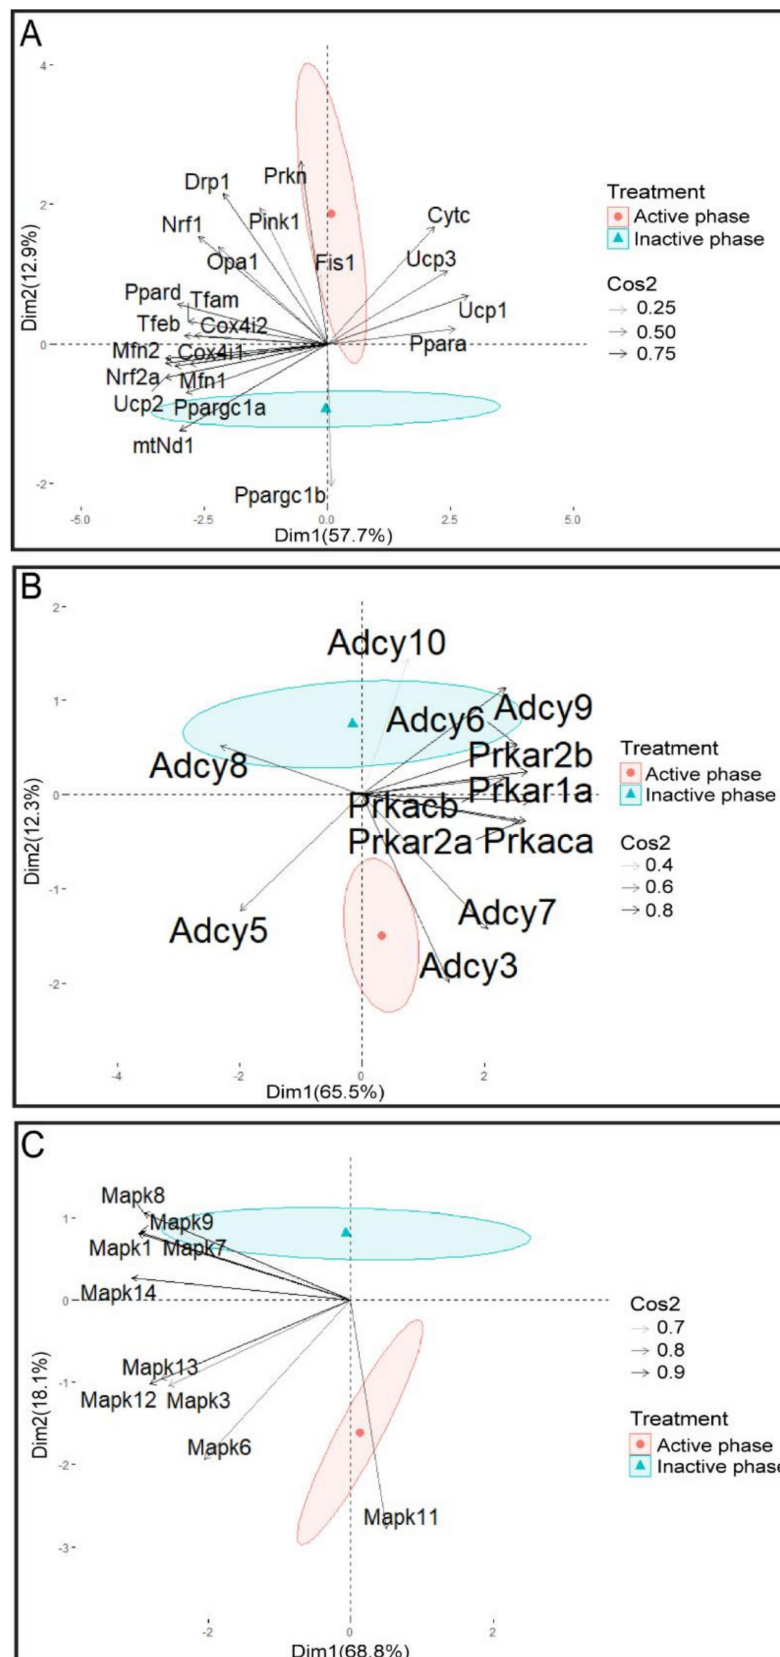 A
4
2
0
-2
Dim2(12.9%)
Drp1
Prkn
Nrf1
Pink1
Opa1
Fis1
Cytc
Ucp3
Ucp1
Ppara
Ppard
Tfam
Tfeb
Cox4i2
Mfn2
Cox4i1
Nrf2a
Mfn1
Ucp2
Ppargc1a
mtNd1
Ppargc1b
-5.0
-2.5
0.0
2.5
5.0
Dim1(57.7%)
Treatment
Active phase
Inactive phase
Cos2
0.25
0.50
0.75
B
2
1
0
-1
-2
Dim2(12.3%)
Adcy10
Adcy6
Adcy9
Adcy8
Prkar2b
Prkacb
Prkar1a
Prkar2a
Prkaca
Adcy5
Adcy7
Adcy3
-4
-2
0
2
Dim1(65.5%)
Treatment
Active phase
Inactive phase
Cos2
0.4
0.6
0.8
C
1
0
-1
-2
-3
Dim2(18.1%)
Mapk8
Mapk9
Mapk1
Mapk7
Mapk14
Mapk13
Mapk12
Mapk3
Mapk6
Mapk11
-2
0
2
Dim1(68.8%)
Cos2
0.7
0.8
0.9
Treatment
Active phase
Inactive phase